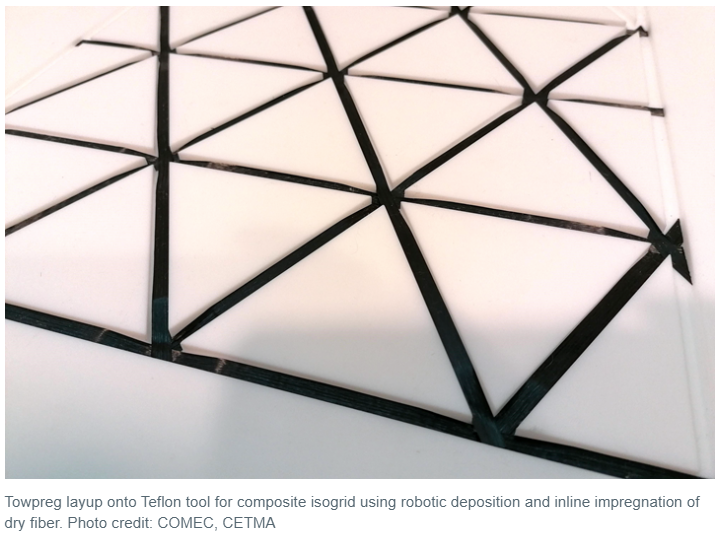 Towpreg layup onto Teflon tool for composite isogrid using robotic deposition and inline impregnation of
dry fiber. Photo credit: COMEC, CETMA